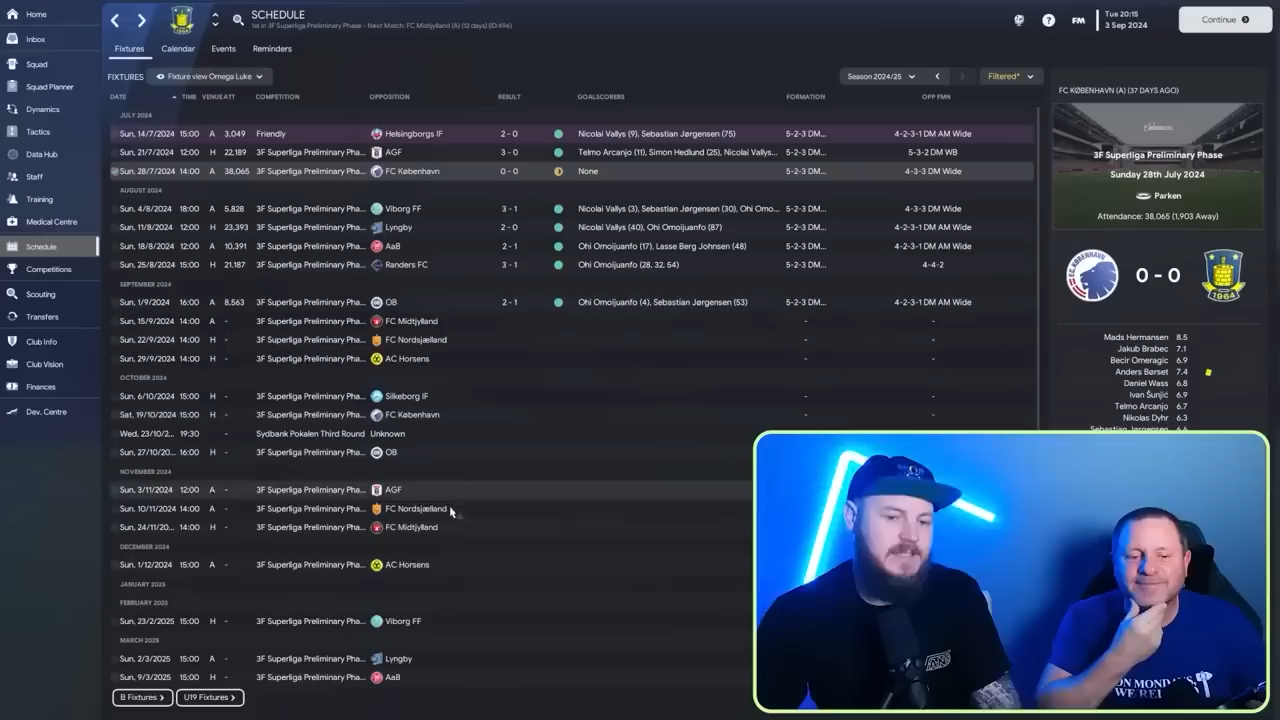 Home
Inbox
Squad
Squad Planner
Dynamics
Tactics
Data Hub
Staff
Training
Medical Centre
Schedule
Competitions
Scouting
Transfers
Club Info
Club Vision
Finances
Dev. Centre
SCHEDULE
1st in 3F Superliga Preliminary Phase - Next Match: FC Midtjylland (A) (12 days) (ID:496)
FM
Tue 20:15
3 Sep 2024
Continue
Fixtures Calendar Events Reminders
FIXTURES Fixture view Omega Luke Season 2024/25 Filtered*
DATE TIME VENUE ATT COMPETITION OPPOSITION RESULT GOALSCORERS FORMATION OPP FMN
JULY 2024
Sun, 14/7/2024 15:00 A 3,049 Friendly Helsingborgs IF 2 - 0 Nicolai Vallys (9), Sebastian Jørgensen (75) 5-2-3 DM... 4-2-3-1 DM AM Wide
Sun, 21/7/2024 12:00 H 22,189 3F Superliga Preliminary Pha... AGF 3 - 0 Telmo Arcanjo (11), Simon Hedlund (25), Nicolai Vallys... 5-2-3 DM... 5-3-2 DM WB
Sun, 28/7/2024 14:00 A 38,065 3F Superliga Preliminary Pha... FC København 0 - 0 None 5-2-3 DM... 4-3-3 DM Wide
AUGUST 2024
Sun, 4/8/2024 18:00 A 5,828 3F Superliga Preliminary Pha... Viborg FF 3 - 1 Nicolai Vallys (3), Sebastian Jørgensen (30), Ohi Omo... 5-2-3 DM... 4-3-3 DM Wide
Sun, 11/8/2024 12:00 H 23,393 3F Superliga Preliminary Pha... Lyngby 2 - 0 Nicolai Vallys (40), Ohi Omoijuanfo (87) 5-2-3 DM... 4-2-3-1 DM AM Wide
Sun, 18/8/2024 12:00 A 10,391 3F Superliga Preliminary Pha... AaB 2 - 1 Ohi Omoijuanfo (17), Lasse Berg Johnsen (48) 5-2-3 DM... 4-2-3-1 DM AM Wide
Sun, 25/8/2024 15:00 H 21,187 3F Superliga Preliminary Pha... Randers FC 3 - 1 Ohi Omoijuanfo (28, 32, 54) 5-2-3 DM... 4-4-2
SEPTEMBER 2024
Sun, 1/9/2024 16:00 A 8,563 3F Superliga Preliminary Pha... OB 2 - 1 Ohi Omoijuanfo (4), Sebastian Jørgensen (53) 5-2-3 DM... 4-2-3-1 DM AM Wide
Sun, 15/9/2024 14:00 A - 3F Superliga Preliminary Pha... FC Midtjylland - -
Sun, 22/9/2024 14:00 H - 3F Superliga Preliminary Pha... FC Nordsjælland - -
Sun, 29/9/2024 14:00 H - 3F Superliga Preliminary Pha... AC Horsens - -
OCTOBER 2024
Sun, 6/10/2024 15:00 H - 3F Superliga Preliminary Pha... Silkeborg IF - -
Sat, 19/10/2024 15:00 H - 3F Superliga Preliminary Pha... FC København - -
Wed, 23/10/2... 19:30 - Sydbank Pokalen Third Round Unknown
Sun, 27/10/20... 16:00 H - 3F Superliga Preliminary Pha... OB
NOVEMBER 2024
Sun, 3/11/2024 12:00 A - 3F Superliga Preliminary Pha... AGF
Sun, 10/11/2024 14:00 A - 3F Superliga Preliminary Pha... FC Nordsjælland
Sun, 24/11/20... 14:00 H - 3F Superliga Preliminary Pha... FC Midtjylland
DECEMBER 2024
Sun, 1/12/2024 15:00 A - 3F Superliga Preliminary Pha... AC Horsens
JANUARY 2025
FEBRUARY 2025
Sun, 23/2/2025 15:00 H - 3F Superliga Preliminary Pha... Viborg FF
MARCH 2025
Sun, 2/3/2025 15:00 A - 3F Superliga Preliminary Pha... Lyngby
Sun, 9/3/2025 15:00 H - 3F Superliga Preliminary Pha... AaB
B Fixtures U19 Fixtures
FC KØBENHAVN (A) (37 DAYS AGO)
3F Superliga Preliminary Phase
Sunday 28th July 2024
Parken
Attendance: 38,065 (1,903 Away)
0 - 0
1964
Mads Hermansen 8.5
Jakub Brabec 7.1
Becir Omeragic 6.9
Anders Børset 7.4
Daniel Wass 6.8
Ivan Šunjić 6.9
Telmo Arcanjo 6.7
Nikolas Dyhr 6.3
Sebastian Jørgensen 6.6
ON MONDAYS
WE